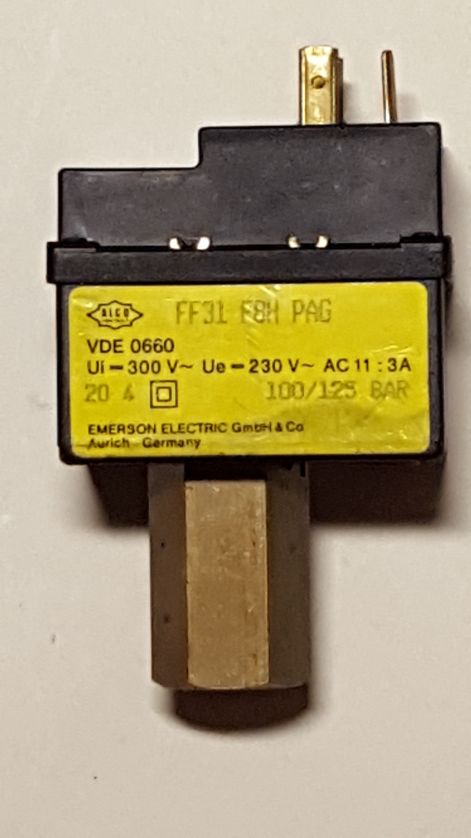 ALCO
FF31 E8H PAG
VDE 0660
Ui = 300 V~ Ue = 230 V~ AC 11 : 3A
20 4 100/125 BAR
EMERSON ELECTRIC GmbH & Co
Aurich Germany